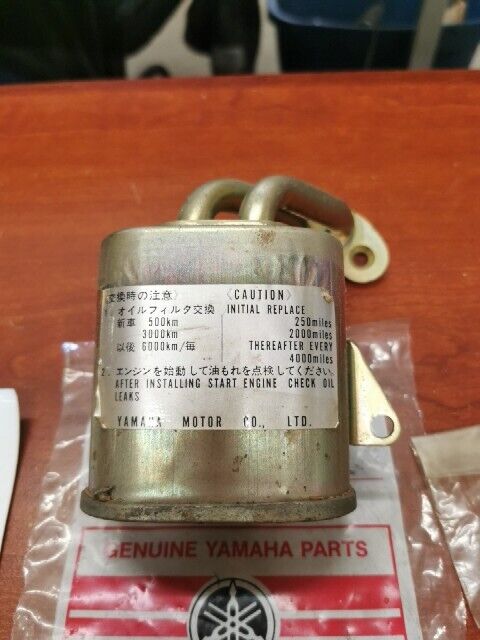 交換時の注意〉 〈CAUTION〉
オイルフィルタ交換 INITIAL REPLACE
新車 500km 250miles
3000km 2000miles
以後 6000km/毎 THEREAFTER EVERY
4000miles
2. エンジンを始動して油もれを点検してください.
AFTER INSTALLING START ENGINE CHECK OIL
LEAKS
YAMAHA MOTOR CO., LTD.
GENUINE YAMAHA PARTS